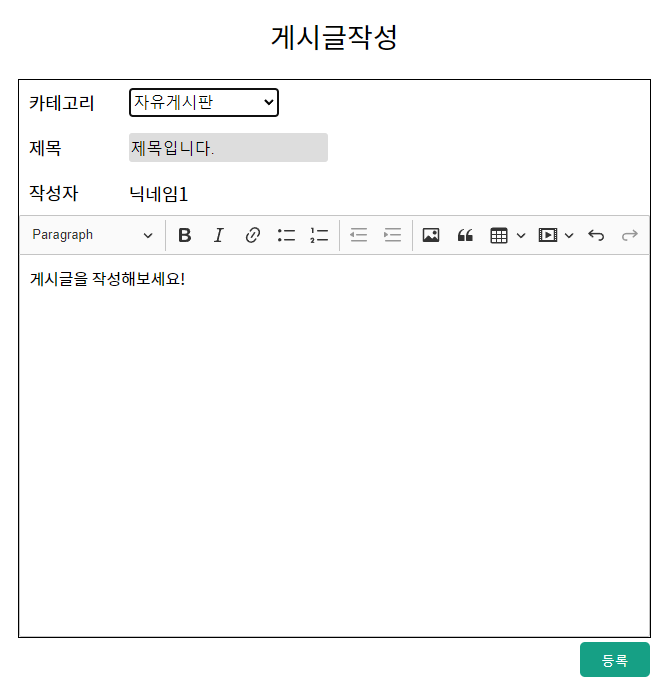 게시글작성
카테고리 자유게시판
제목 제목입니다.
작성자 닉네임1
Paragraph B I
게시글을 작성해보세요!
등록